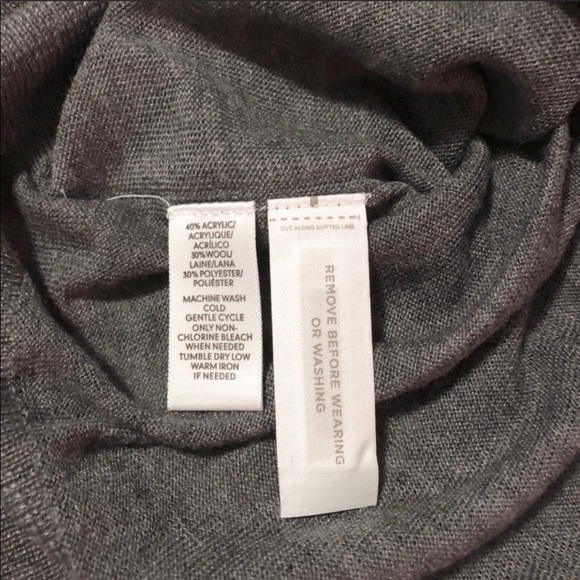 40% ACRYLIC/
ACRYLIQUE/
ACRÍLICO
30% WOOL/
LAINE/LANA
30% POLYESTER/
POLIÉSTER
MACHINE WASH
COLD
GENTLE CYCLE
ONLY NON-
CHLORINE BLEACH
WHEN NEEDED
TUMBLE DRY LOW
WARM IRON
IF NEEDED
CUT ALONG DOTTED LINE
REMOVE BEFORE WEARING
OR WASHING